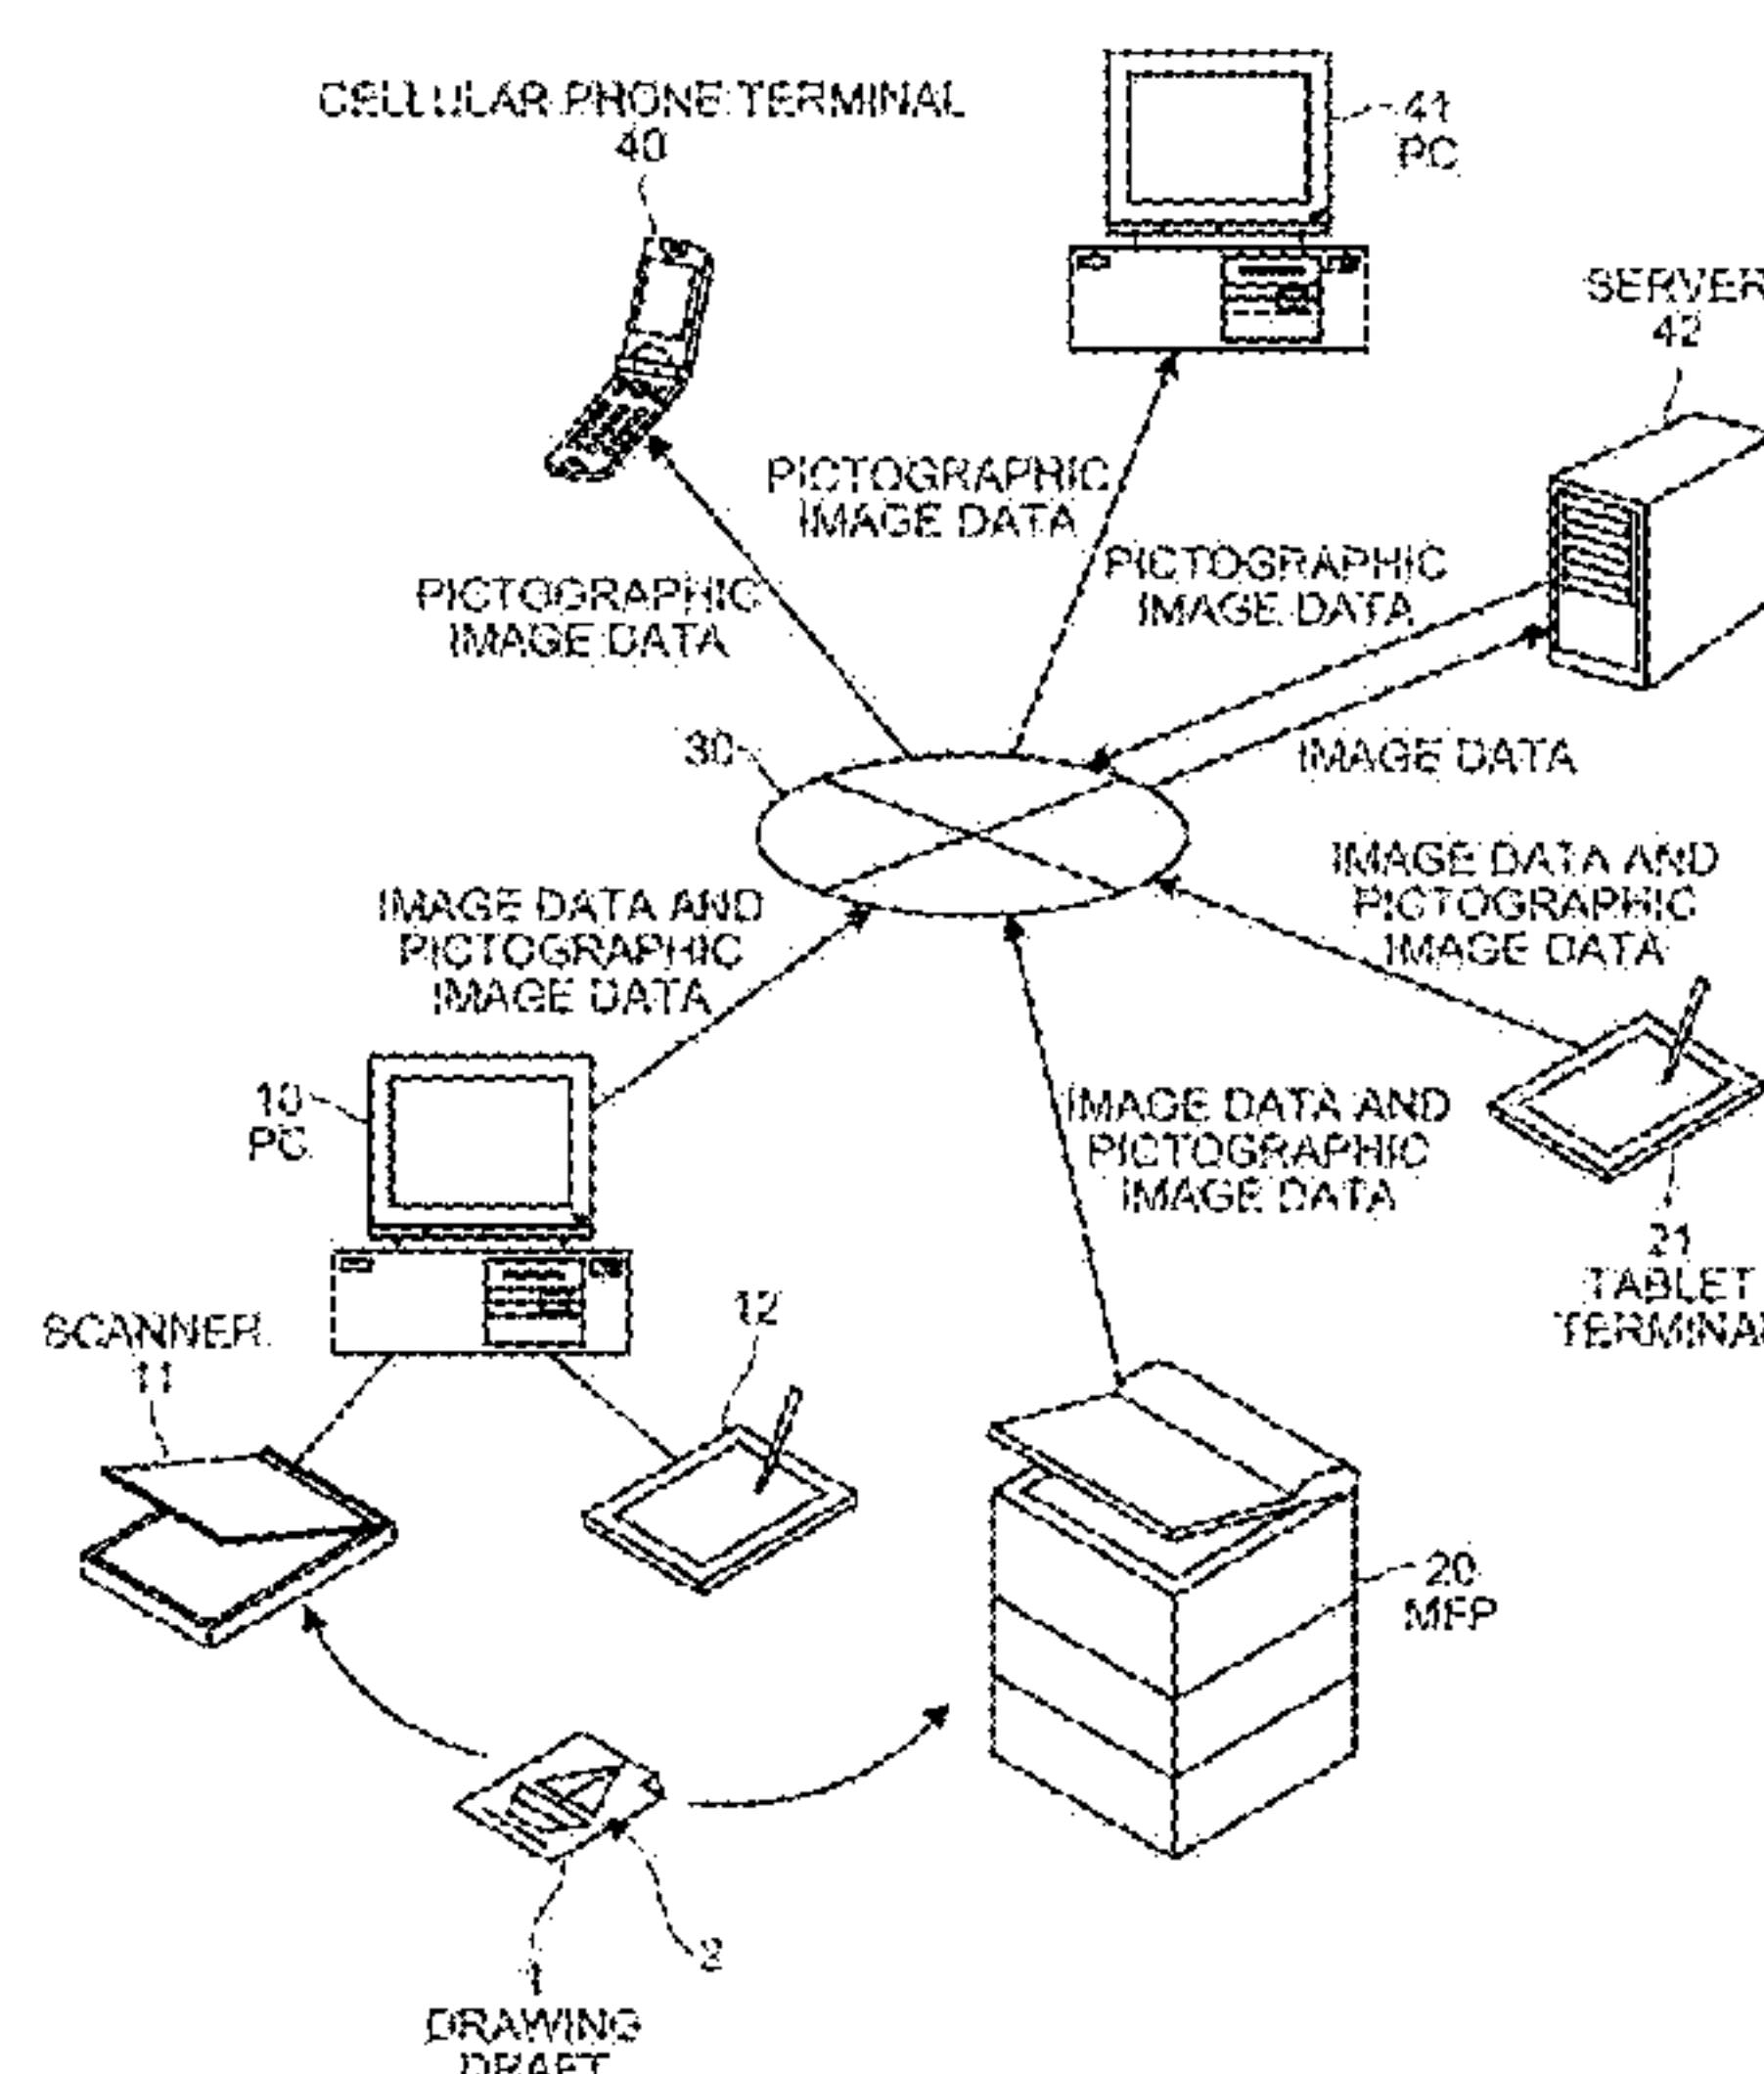 CELLULAR PHONE TERMINAL
40
41
PC
SERVER
42
PICTOGRAPHIC
IMAGE DATA
PICTOGRAPHIC
IMAGE DATA
PICTOGRAPHIC
IMAGE DATA
30
IMAGE DATA
IMAGE DATA AND
PICTOGRAPHIC
IMAGE DATA
IMAGE DATA AND
PICTOGRAPHIC
IMAGE DATA
10
PC
IMAGE DATA AND
PICTOGRAPHIC
IMAGE DATA
21
TABLET
TERMINAL
SCANNER
11
12
20
MFP
2
1
DRAWING
DRAFT